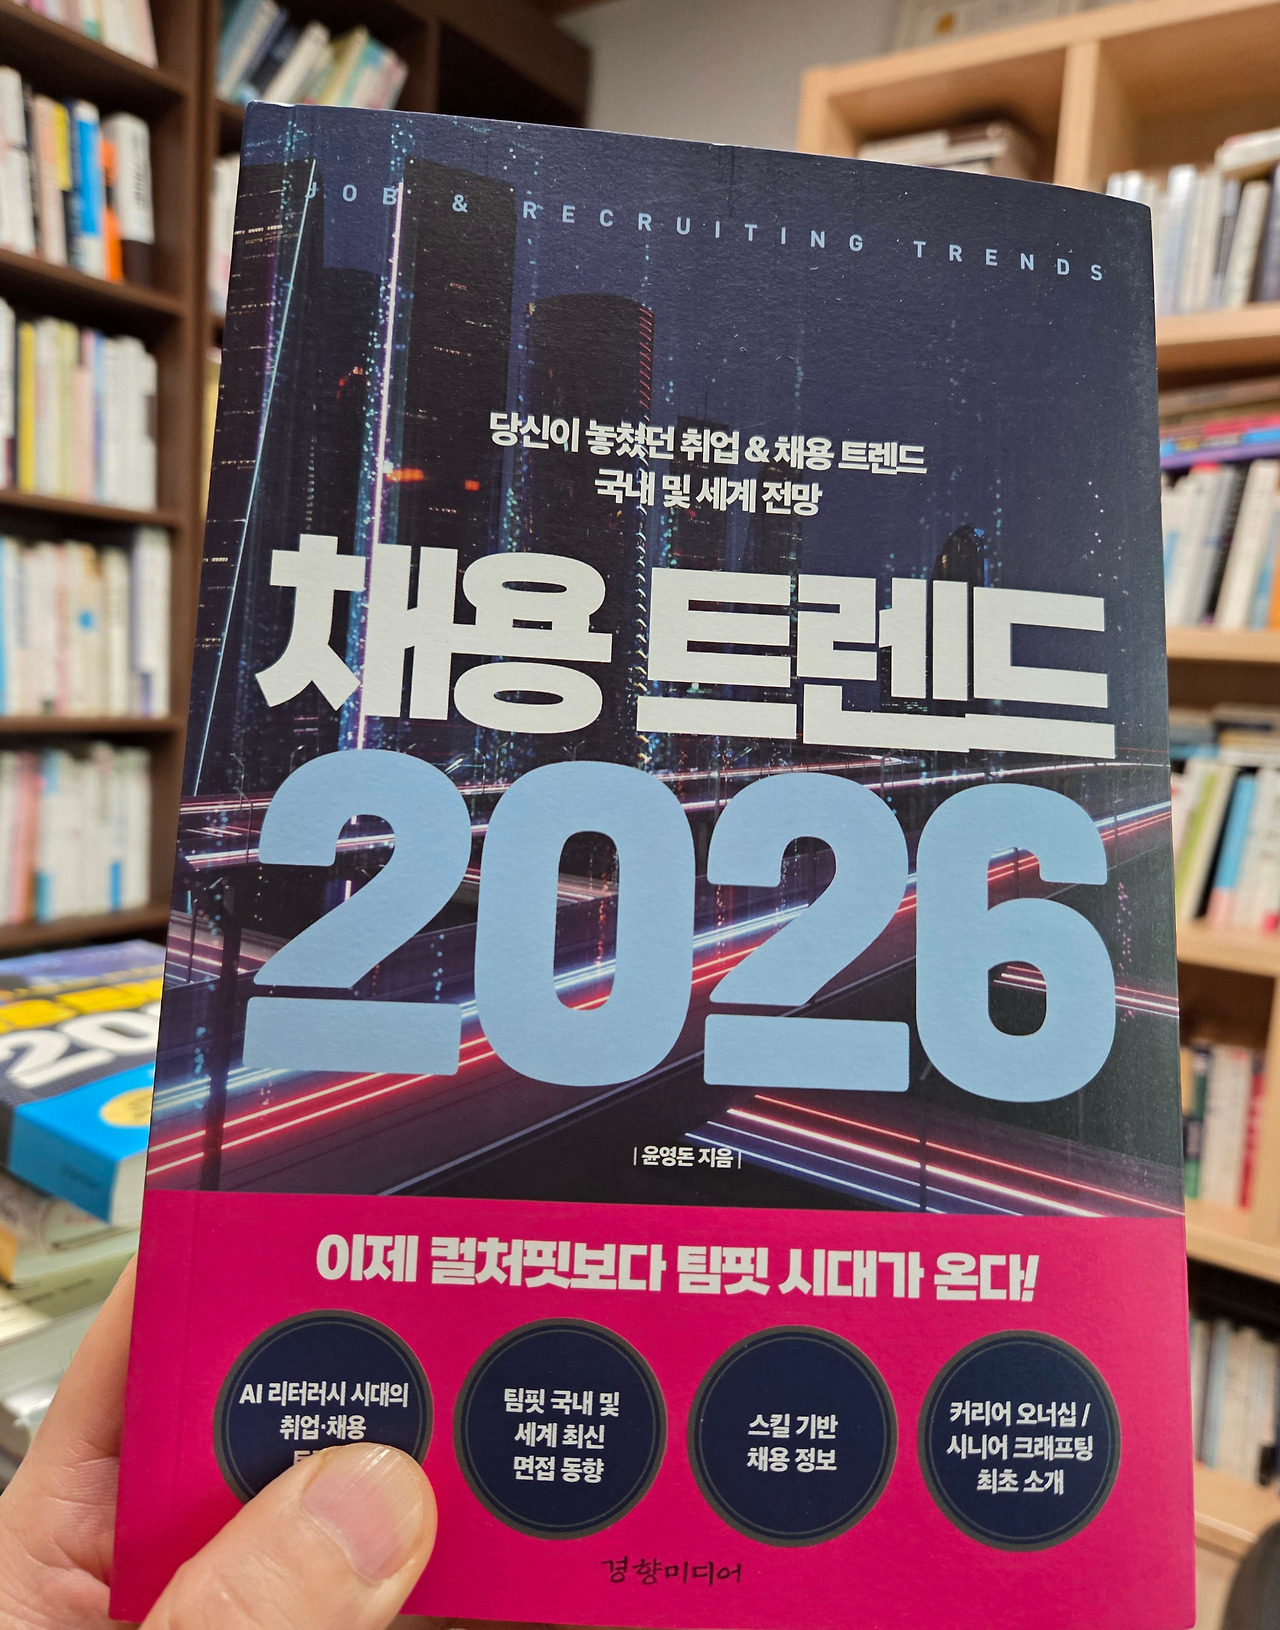 JOB & RECRUITING TRENDS
당신이 놓쳤던 취업 & 채용 트렌드
국내 및 세계 전망
채용 트렌드
2026
| 윤영돈 지음 |
이제 컬처핏보다 팀핏 시대가 온다!
AI 리터러시 시대의
취업·채용
팀핏 국내 및
세계 최신
면접 동향
스킬 기반
채용 정보
커리어 오너십 /
시니어 크래프팅
최초 소개
경향미디어